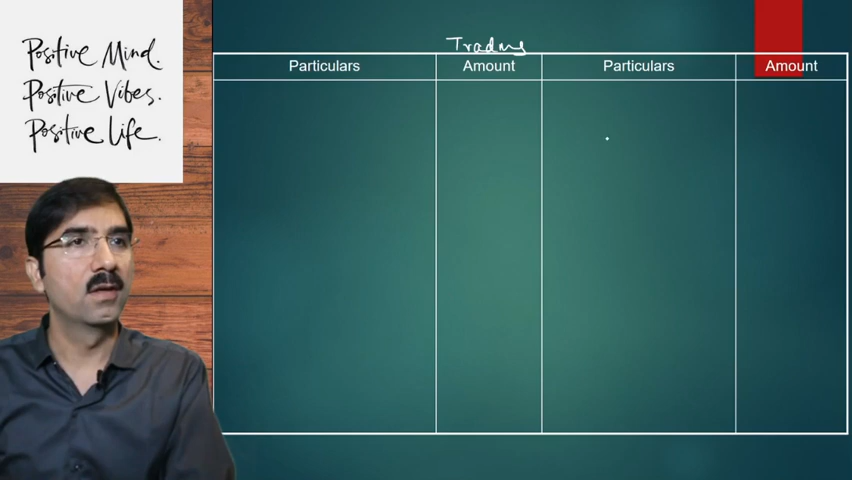 Positive Mind.
Positive Vibes.
Positive Life.
Trading
Particulars Amount Particulars Amount